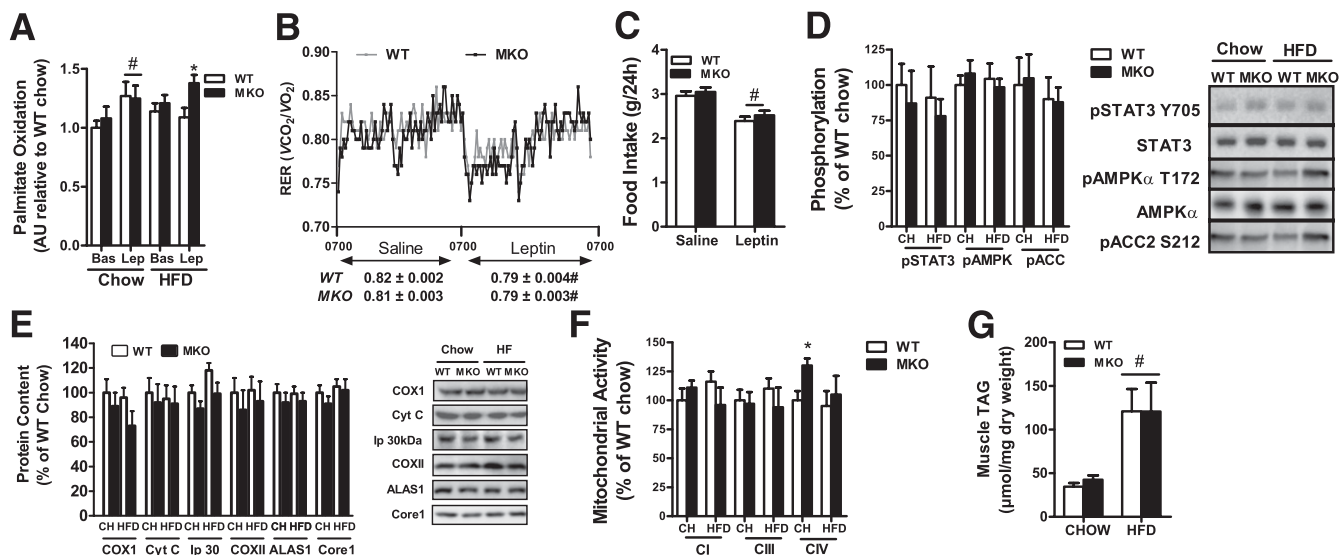 A
Palmitate Oxidation
(AU relative to WT chow)
1.5
1.0
0.5
0.0
#
*
WT
MKO
Bas Lep Bas Lep
Chow HFD
B
RER (VCO2/VO2)
0.90
0.85
0.80
0.75
0.70
WT
MKO
0700 0700 0700
Saline Leptin
WT 0.82 ± 0.002 0.79 ± 0.004#
MKO 0.81 ± 0.003 0.79 ± 0.003#
C
Food Intake (g/24h)
4
3
2
1
0
WT
MKO
#
Saline Leptin
D
Phosphorylation
(% of WT chow)
125
100
75
50
25
0
WT
MKO
CH HFD CH HFD CH HFD
pSTAT3 pAMPK pACC
Chow HFD
WT MKO WT MKO
pSTAT3 Y705
STAT3
pAMPKα T172
AMPKα
pACC2 S212
E
Protein Content
(% of WT Chow)
140
120
100
80
60
40
20
0
WT MKO
CH HFD CH HFD CH HFD CH HFD CH HFD CH HFD
COX1 Cyt C Ip 30 COXII ALAS1 Core1
Chow HF
WT MKO WT MKO
COX1
Cyt C
Ip 30kDa
COXII
ALAS1
Core1
F
Mitochondrial Activity
(% of WT chow)
150
125
100
75
50
25
0
*
WT
MKO
CH HFD CH HFD CH HFD
CI CIII CIV
G
Muscle TAG
(μmol/mg dry weight)
200
150
100
50
0
WT
MKO
#
CHOW HFD